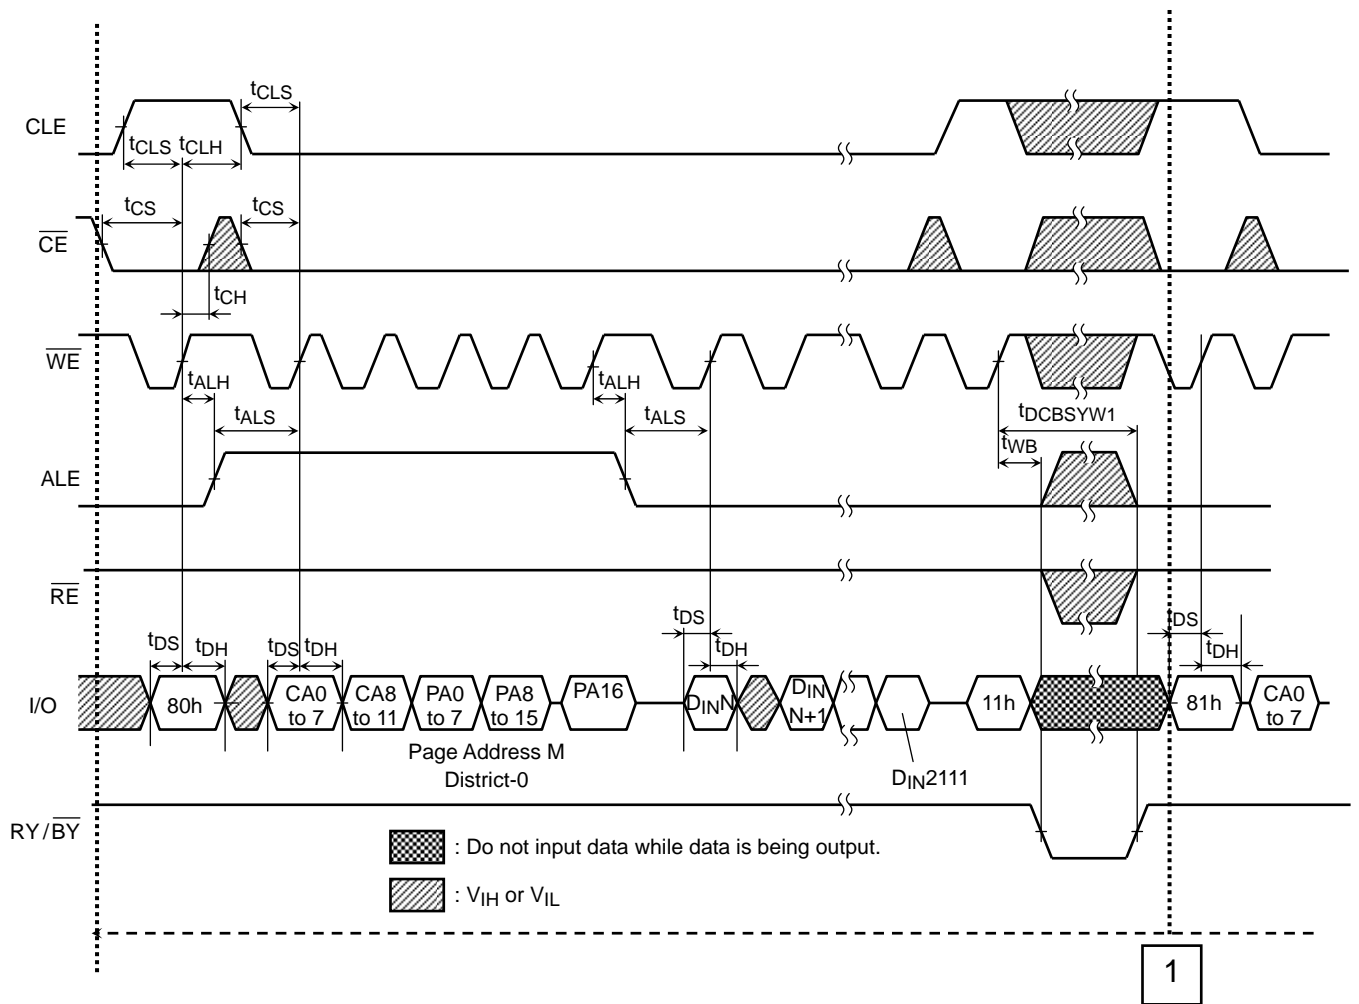 tCLS
CLE
tCLS tCLH
tCS tCS
CE
tCH
WE
tALH tALH
tALS tALS tDCBSYW1
tWB
ALE
RE
tDS tDH tDS tDH tDS tDH DS tDH
I/O 80h CA0 to 7 CA8 to 11 PA0 to 7 PA8 to 15 PA16 DINN DIN N+1 11h 81h CA0 to 7
Page Address M
District-0
DIN2111
RY/BY
: Do not input data while data is being output.
: VIH or VIL
1